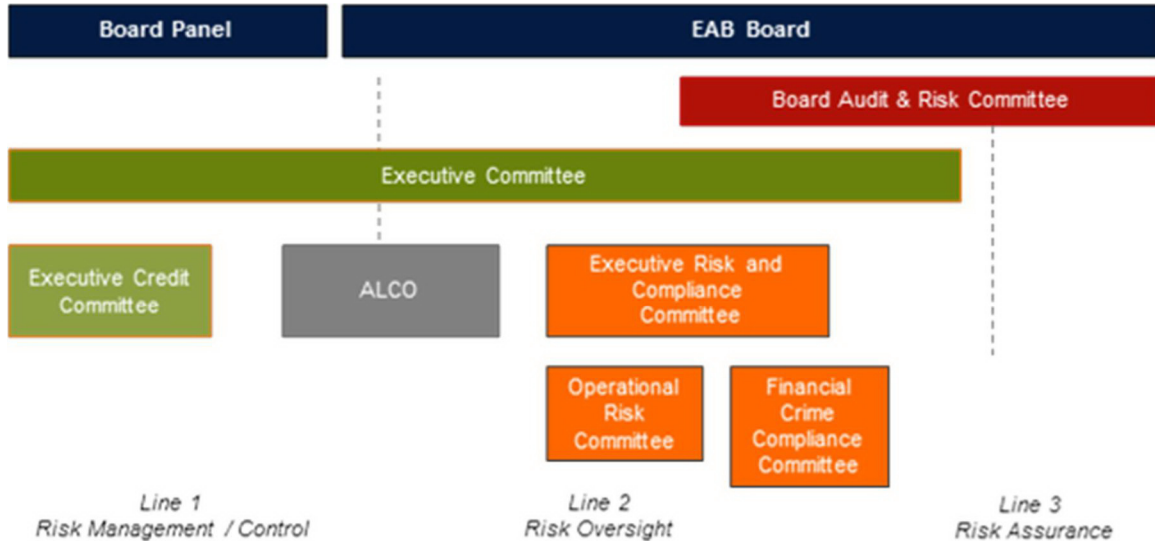 Board Panel
EAB Board
Board Audit & Risk Committee
Executive Committee
Executive Credit
Committee
ALCO
Executive Risk and
Compliance
Committee
Operational
Risk
Committee
Financial
Crime
Compliance
Committee
Line 1
Risk Management / Control
Line 2
Risk Oversight
Line 3
Risk Assurance